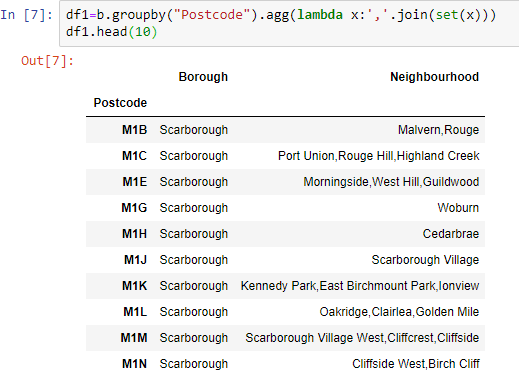 In [7]: df1=b.groupby("Postcode").agg(lambda x:','.join(set(x)))
df1.head(10)
Out[7]:
Borough Neighbourhood
Postcode
M1B Scarborough Malvern,Rouge
M1C Scarborough Port Union,Rouge Hill,Highland Creek
M1E Scarborough Morningside,West Hill,Guildwood
M1G Scarborough Woburn
M1H Scarborough Cedarbrae
M1J Scarborough Scarborough Village
M1K Scarborough Kennedy Park,East Birchmount Park,Ionview
M1L Scarborough Oakridge,Clairlea,Golden Mile
M1M Scarborough Scarborough Village West,Cliffcrest,Cliffside
M1N Scarborough Cliffside West,Birch Cliff